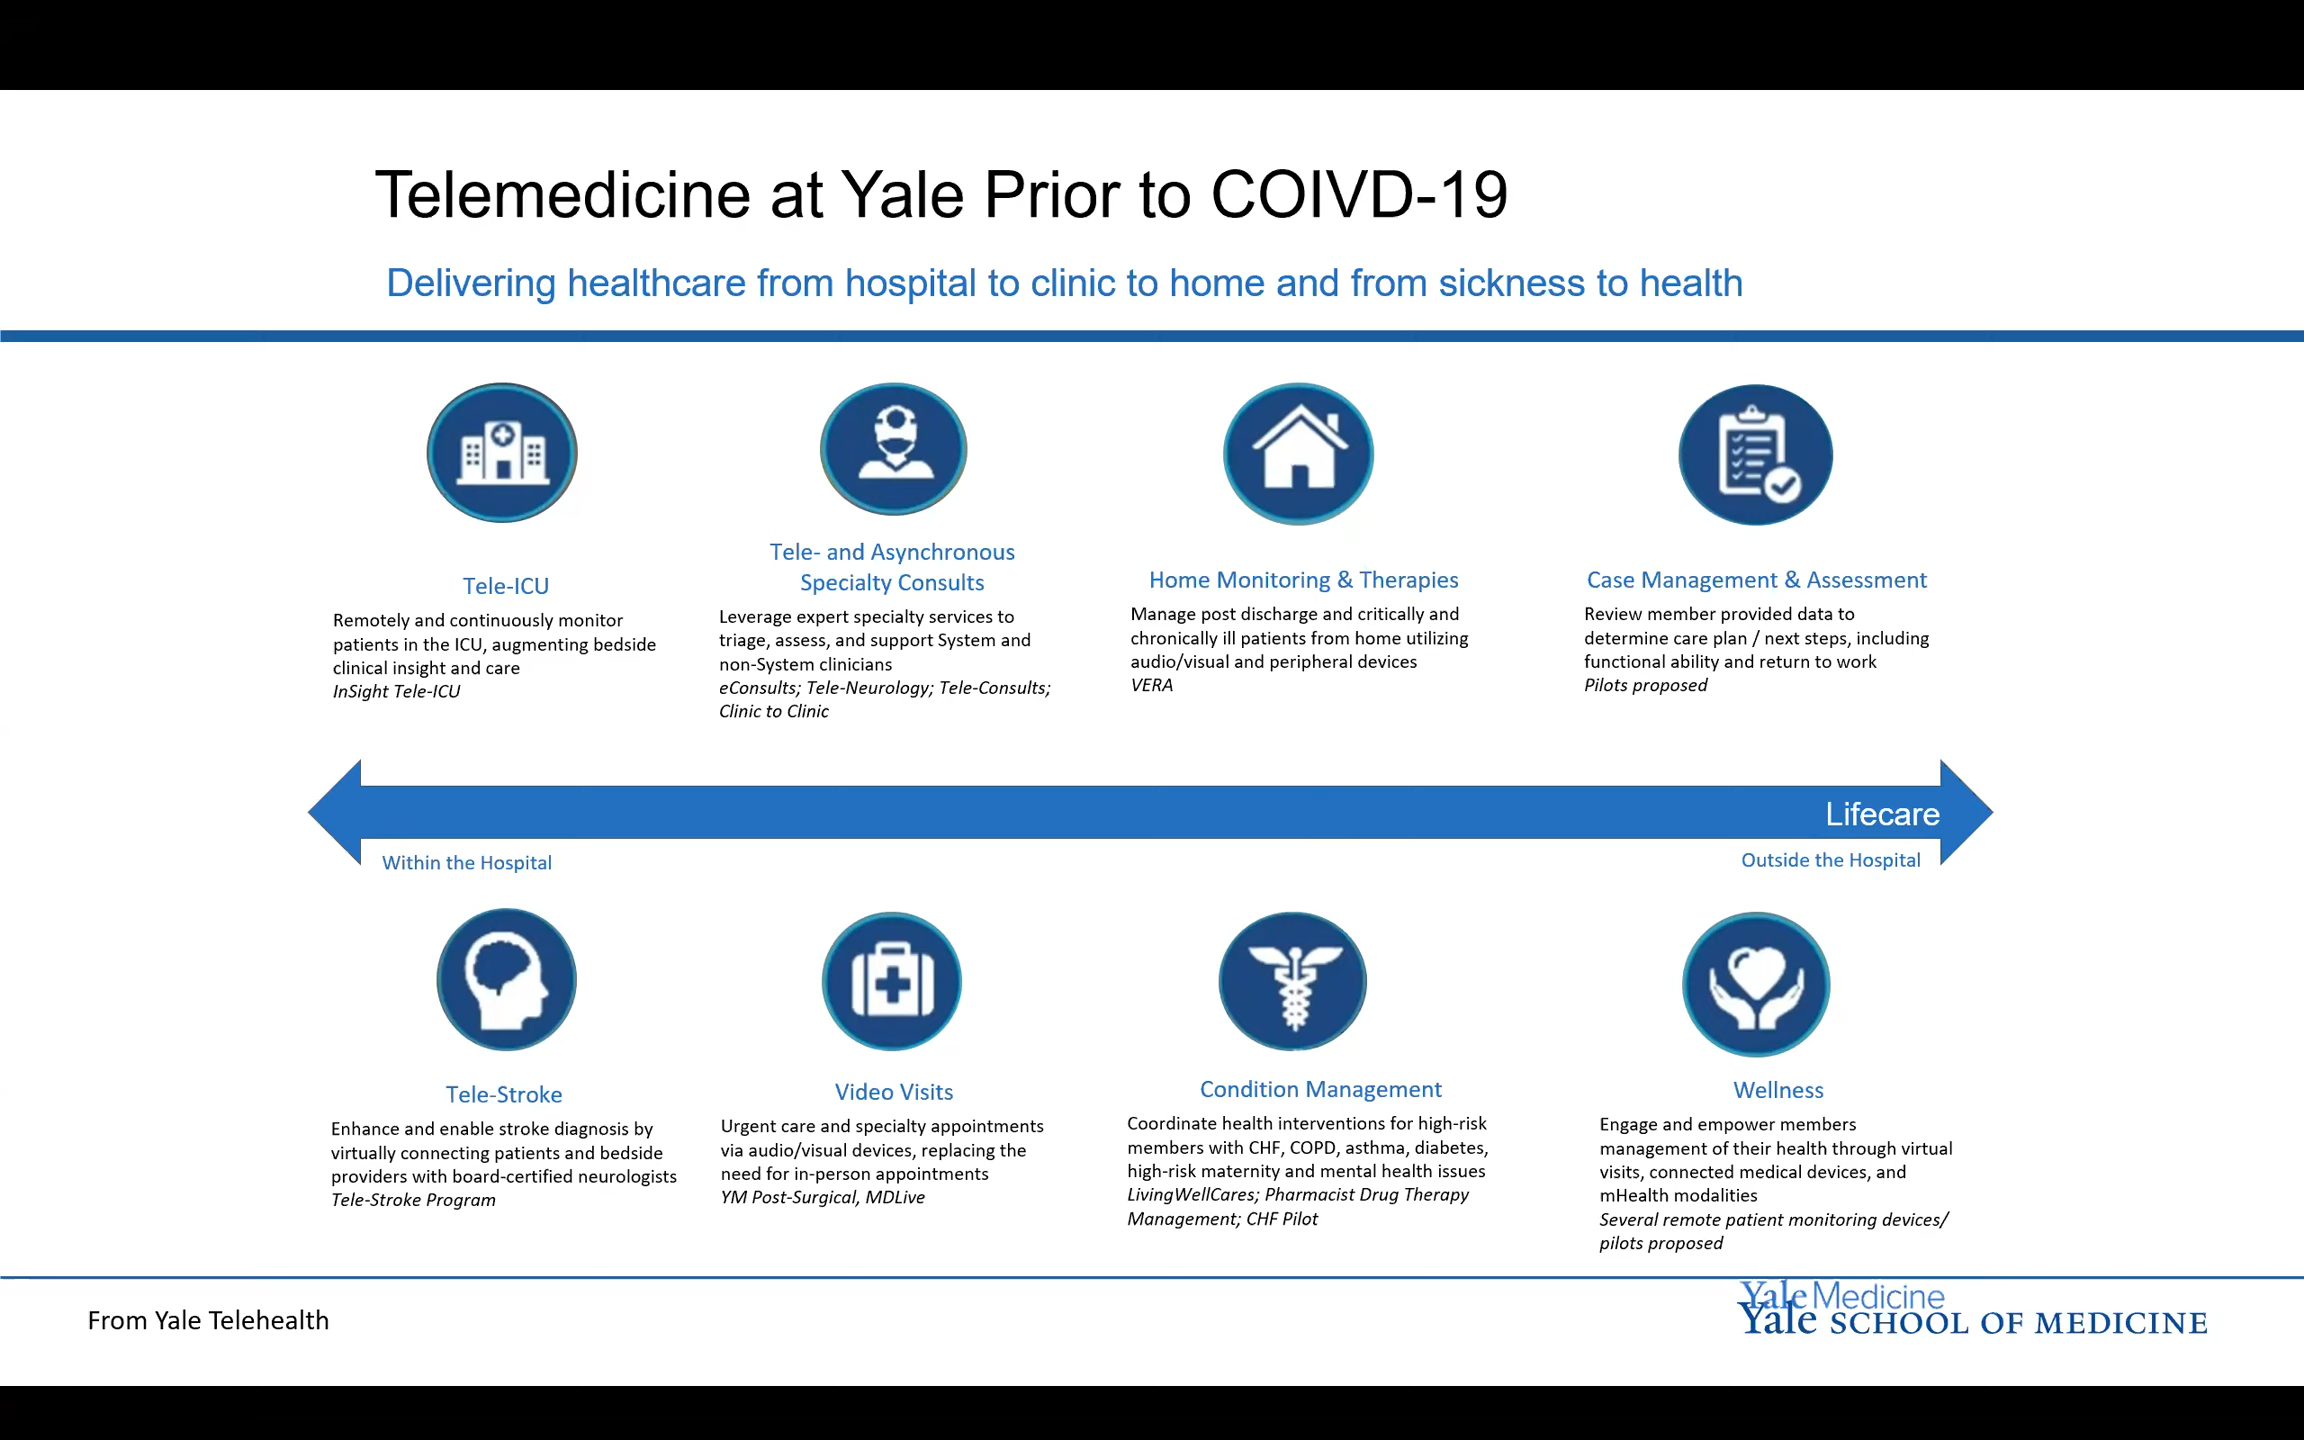 Telemedicine at Yale Prior to COIVD-19
Delivering healthcare from hospital to clinic to home and from sickness to health
Tele-ICU
Remotely and continuously monitor
patients in the ICU, augmenting bedside
clinical insight and care
InSight Tele-ICU
Tele- and Asynchronous
Specialty Consults
Leverage expert specialty services to
triage, assess, and support System and
non-System clinicians
eConsults; Tele-Neurology; Tele-Consults;
Clinic to Clinic
Home Monitoring & Therapies
Manage post discharge and critically and
chronically ill patients from home utilizing
audio/visual and peripheral devices
VERA
Case Management & Assessment
Review member provided data to
determine care plan / next steps, including
functional ability and return to work
Pilots proposed
Lifecare
Within the Hospital
Outside the Hospital
Tele-Stroke
Enhance and enable stroke diagnosis by
virtually connecting patients and bedside
providers with board-certified neurologists
Tele-Stroke Program
Video Visits
Urgent care and specialty appointments
via audio/visual devices, replacing the
need for in-person appointments
YM Post-Surgical, MDLive
Condition Management
Coordinate health interventions for high-risk
members with CHF, COPD, asthma, diabetes,
high-risk maternity and mental health issues
LivingWellCares; Pharmacist Drug Therapy
Management; CHF Pilot
Wellness
Engage and empower members
management of their health through virtual
visits, connected medical devices, and
mHealth modalities
Several remote patient monitoring devices/
pilots proposed
From Yale Telehealth
Yale Medicine
Yale SCHOOL OF MEDICINE